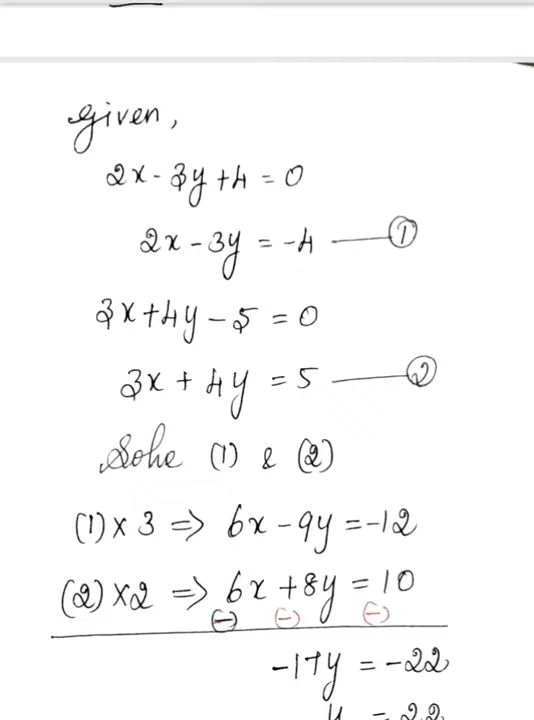 given,
2x - 3y + 4 = 0
2x - 3y = -4 —— ①
3x + 4y - 5 = 0
3x + 4y = 5 —— ②
Solve (1) & (2)
(1) × 3 => 6x - 9y = -12
(2) × 2 => 6x + 8y = 10
(-) (-) (-)
-17y = -22
y = 22